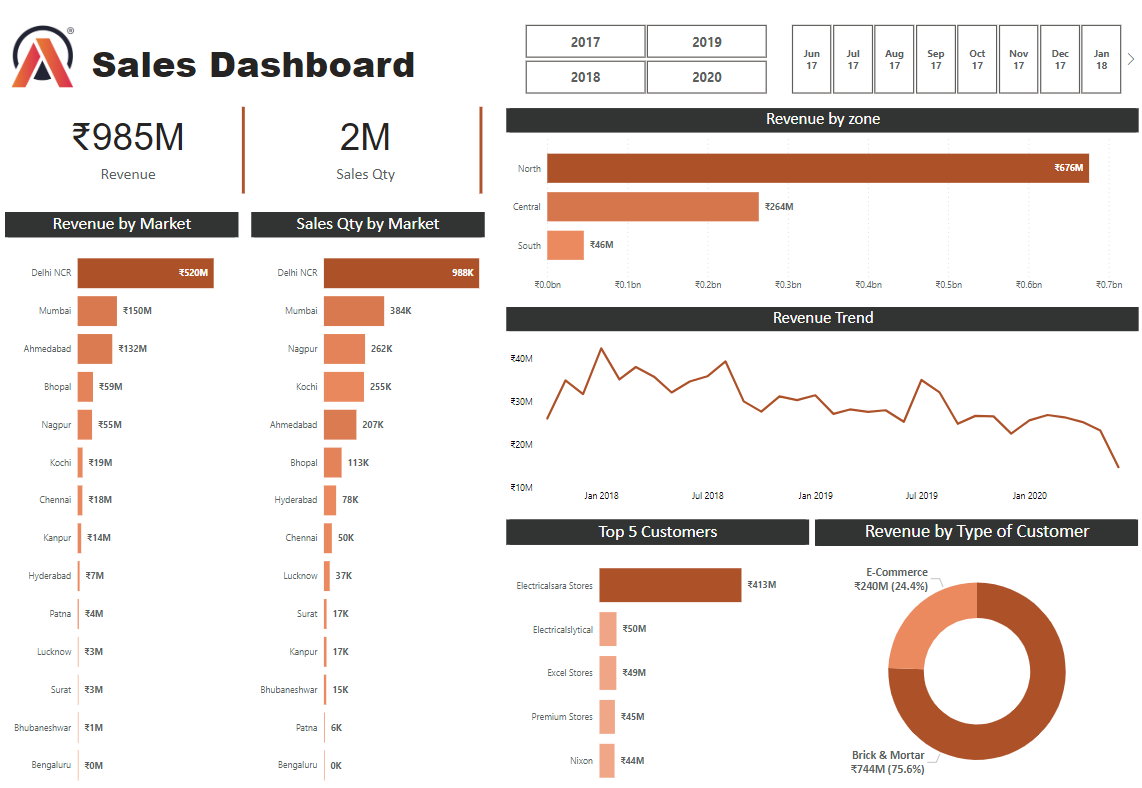 Sales Dashboard
®
2017
2019
2018
2020
Jun 17
Jul 17
Aug 17
Sep 17
Oct 17
Nov 17
Dec 17
Jan 18
₹985M
Revenue
2M
Sales Qty
Revenue by Market
Delhi NCR ₹520M
Mumbai ₹150M
Ahmedabad ₹132M
Bhopal ₹59M
Nagpur ₹55M
Kochi ₹19M
Chennai ₹18M
Kanpur ₹14M
Hyderabad ₹7M
Patna ₹4M
Lucknow ₹3M
Surat ₹3M
Bhubaneshwar ₹1M
Bengaluru ₹0M
Sales Qty by Market
Delhi NCR 988K
Mumbai 384K
Nagpur 262K
Kochi 255K
Ahmedabad 207K
Bhopal 113K
Hyderabad 78K
Chennai 50K
Lucknow 37K
Surat 17K
Kanpur 17K
Bhubaneshwar 15K
Patna 6K
Bengaluru 0K
Revenue by zone
North ₹676M
Central ₹264M
South ₹46M
₹0.0bn ₹0.1bn ₹0.2bn ₹0.3bn ₹0.4bn ₹0.5bn ₹0.6bn ₹0.7bn
Revenue Trend
₹40M
₹30M
₹20M
₹10M
Jan 2018 Jul 2018 Jan 2019 Jul 2019 Jan 2020
Top 5 Customers
Electricalsara Stores ₹413M
Electricalslytical ₹50M
Excel Stores ₹49M
Premium Stores ₹45M
Nixon ₹44M
Revenue by Type of Customer
E-Commerce
₹240M (24.4%)
Brick & Mortar
₹744M (75.6%)